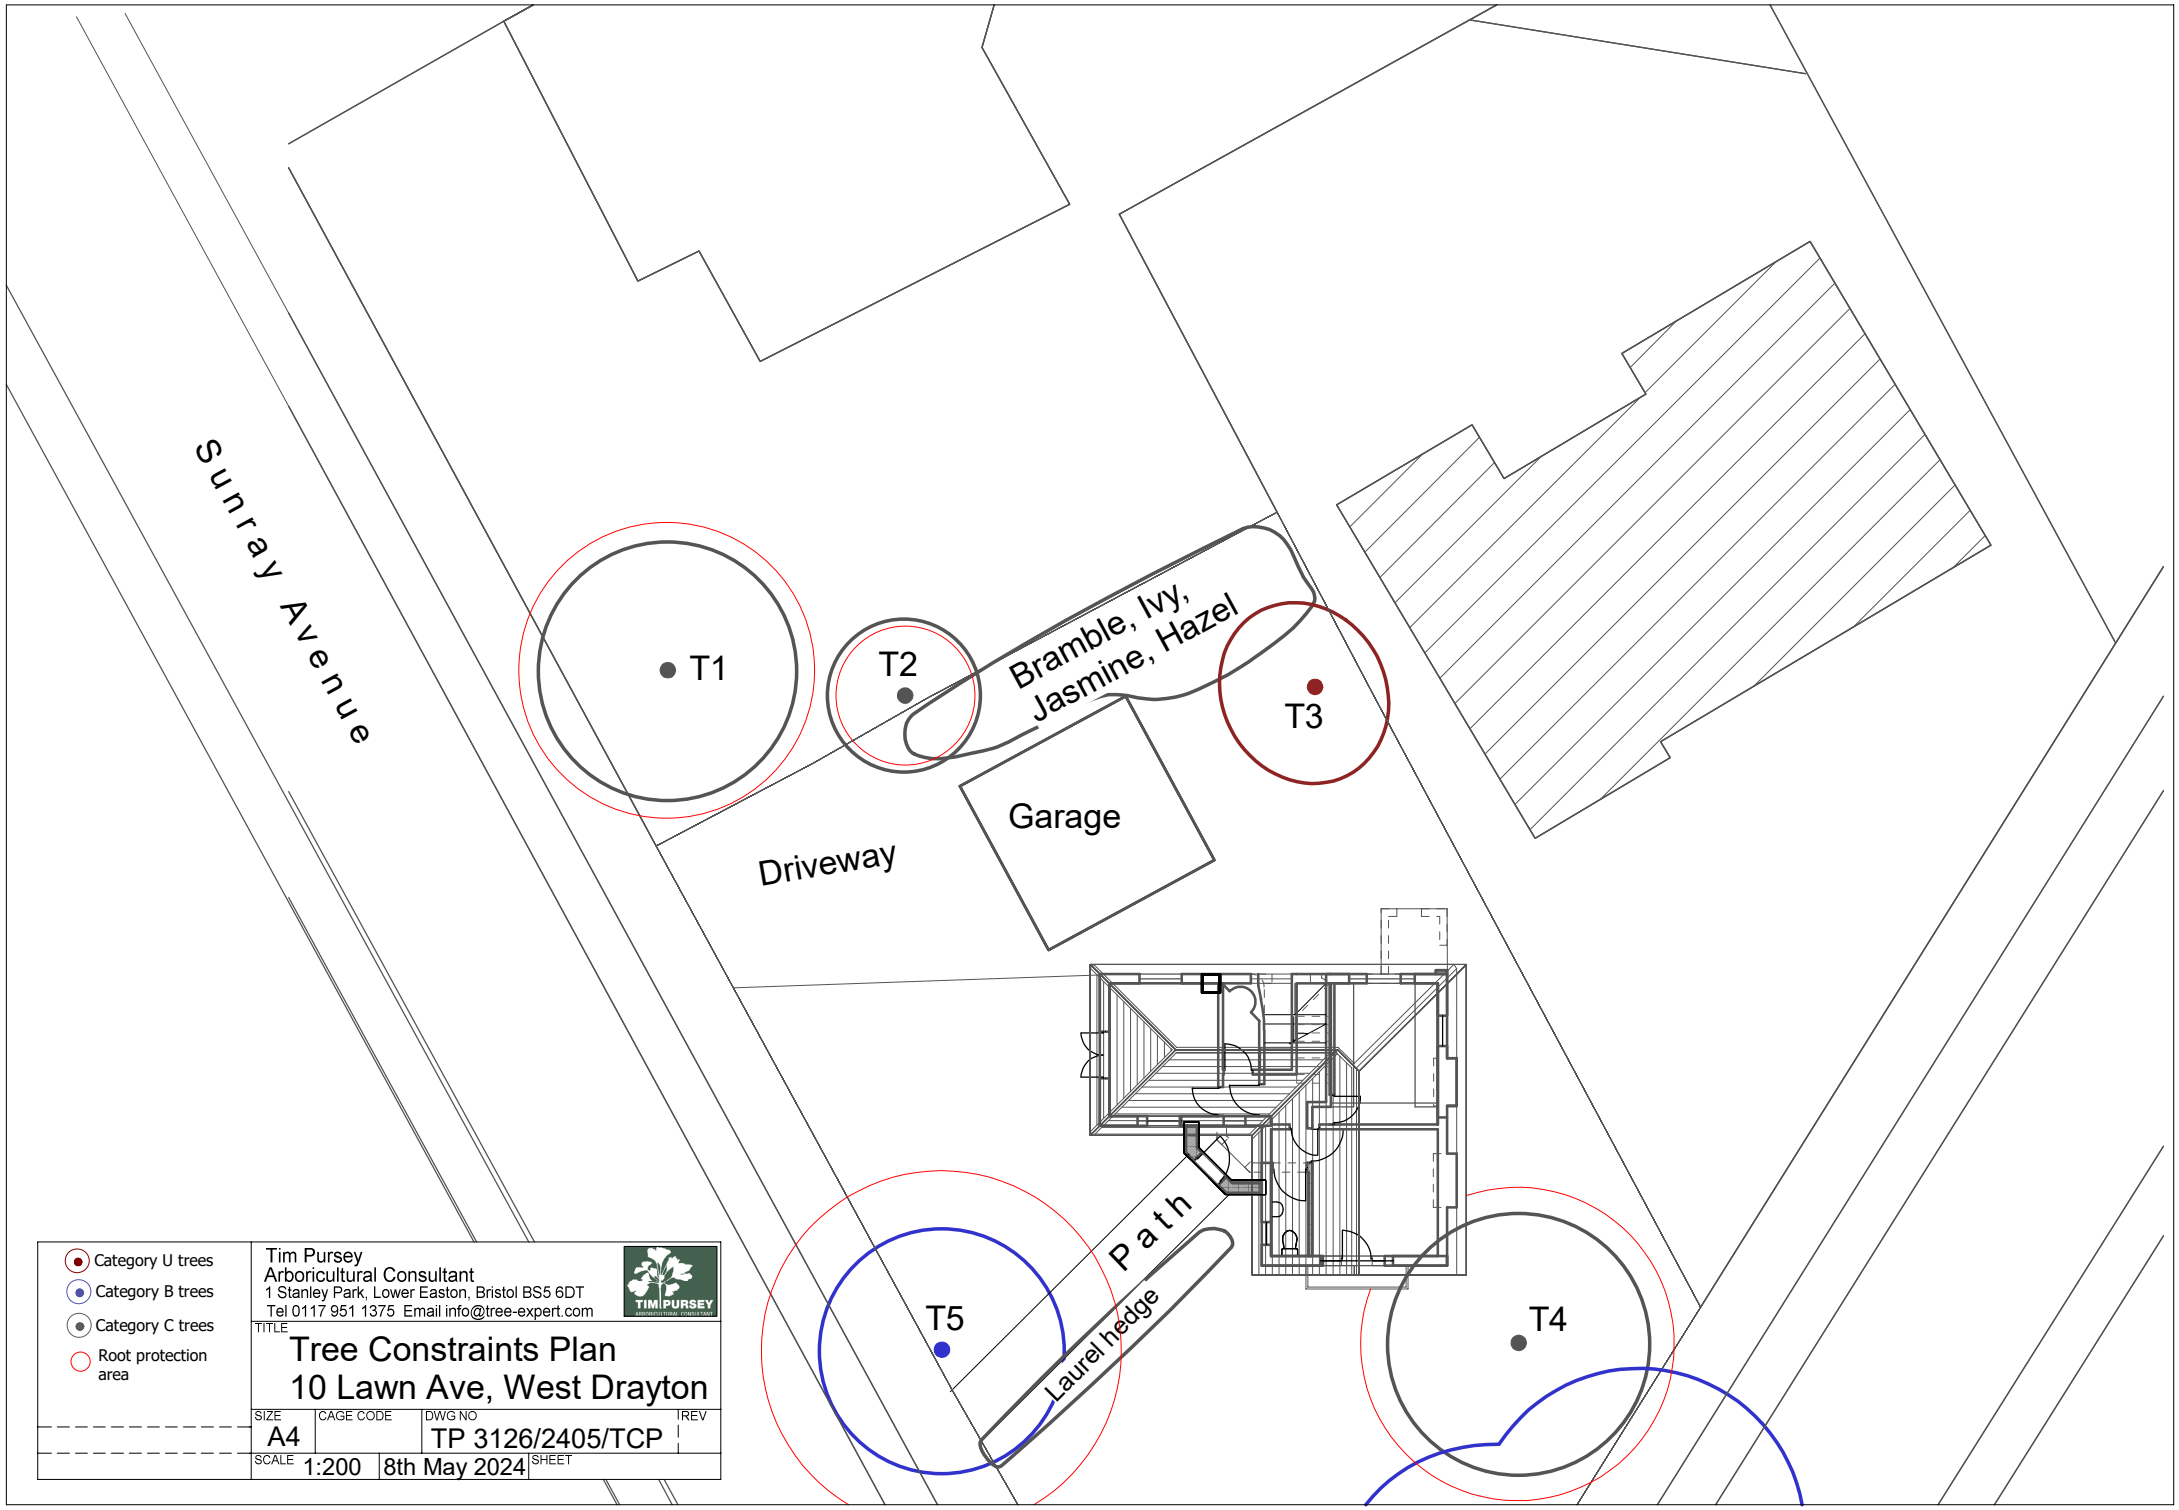 Sunray Avenue
T1
T2
Bramble, Ivy,
Jasmine, Hazel
T3
Garage
Driveway
Path
Laurel hedge
T5
T4
Category U trees
Category B trees
Category C trees
Root protection
area
Tim Pursey
Arboricultural Consultant
1 Stanley Park, Lower Easton, Bristol BS5 6DT
Tel 0117 951 1375 Email info@tree-expert.com
TIM PURSEY
ARBORICULTURAL CONSULTANT
TITLE
Tree Constraints Plan
10 Lawn Ave, West Drayton
SIZE
A4
CAGE CODE
DWG NO
TP 3126/2405/TCP
REV
SCALE 1:200
8th May 2024
SHEET